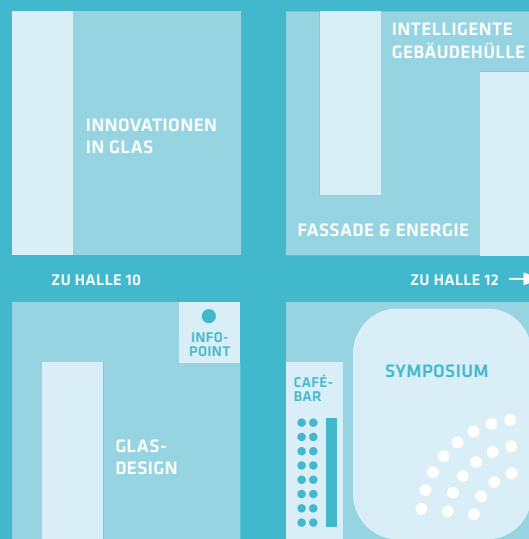 INNOVATIONEN
IN GLAS
INTELLIGENTE
GEBÄUDEHÜLLE
FASSADE & ENERGIE
ZU HALLE 10
ZU HALLE 12
INFO-
POINT
GLAS-
DESIGN
CAFÉ-
BAR
SYMPOSIUM